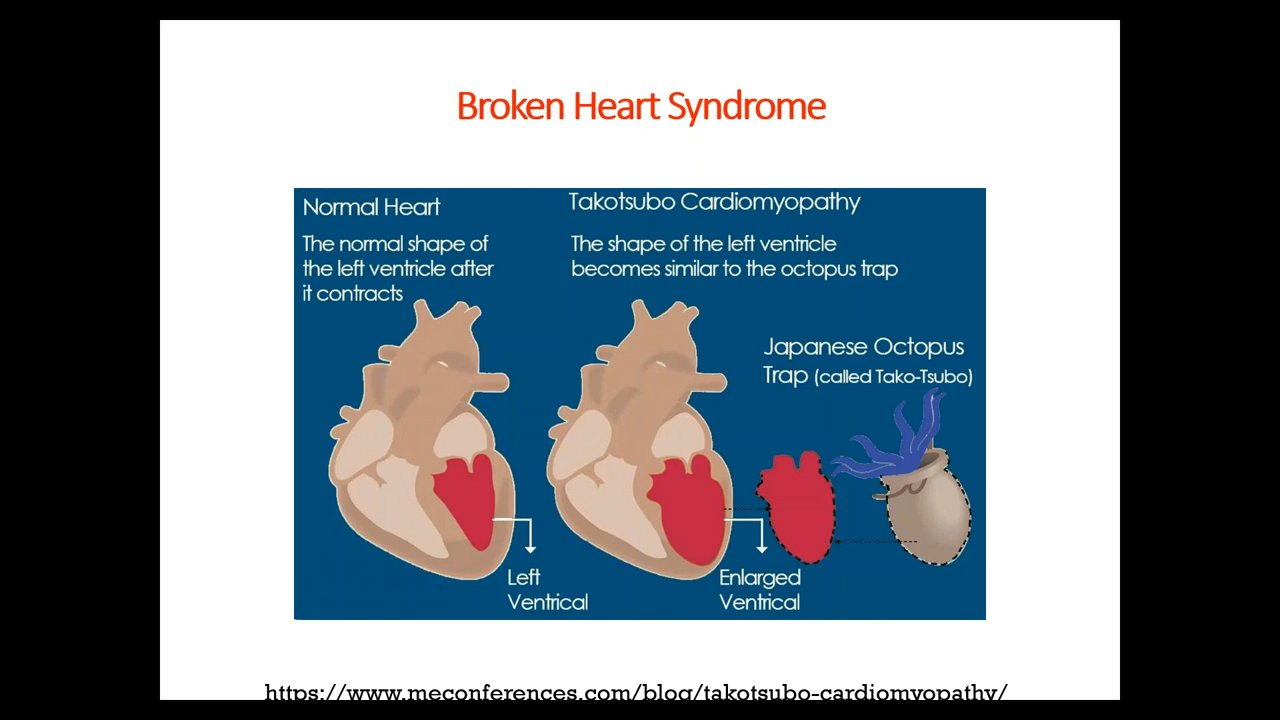 Broken Heart Syndrome
Normal Heart
The normal shape of
the left ventricle after
it contracts
Takotsubo Cardiomyopathy
The shape of the left ventricle
becomes similar to the octopus trap
Japanese Octopus
Trap (called Tako-Tsubo)
Left
Ventrical
Enlarged
Ventrical
https://www.meconferences.com/blog/takotsubo-cardiomyopathy/